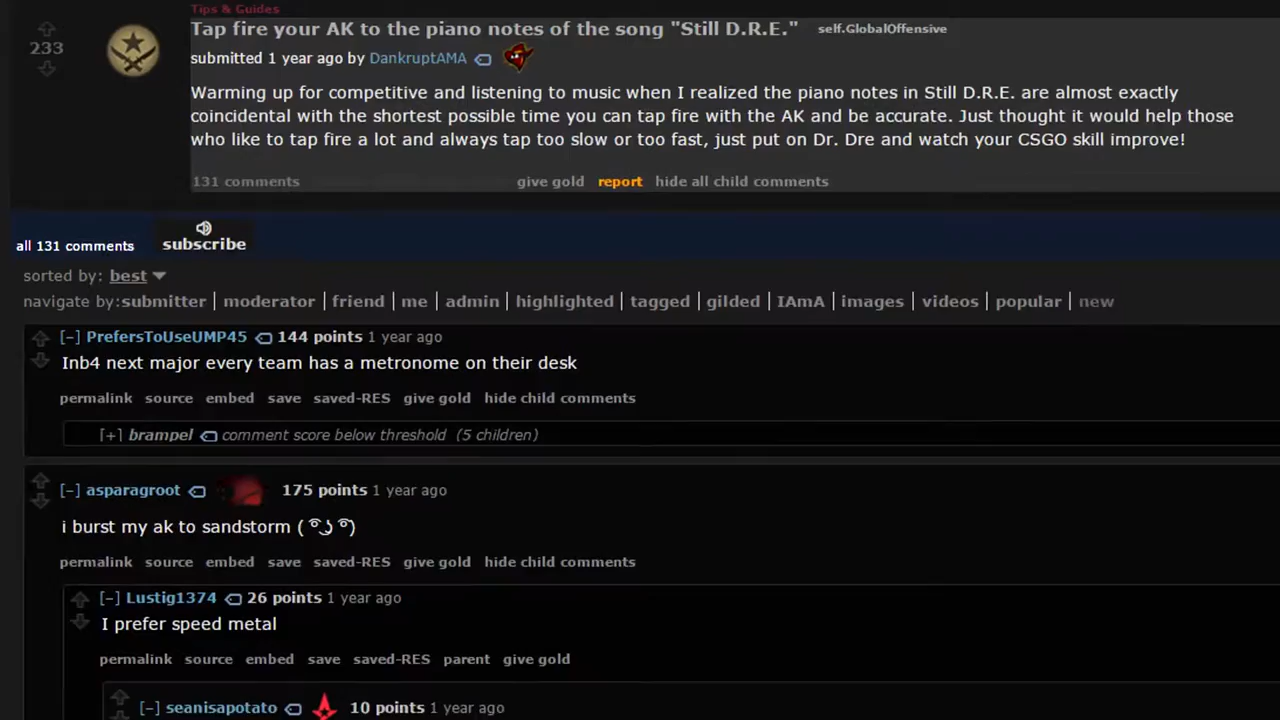 Tips & Guides
Tap fire your AK to the piano notes of the song "Still D.R.E." self.GlobalOffensive
233
submitted 1 year ago by DankruptAMA
Warming up for competitive and listening to music when I realized the piano notes in Still D.R.E. are almost exactly
coincidental with the shortest possible time you can tap fire with the AK and be accurate. Just thought it would help those
who like to tap fire a lot and always tap too slow or too fast, just put on Dr. Dre and watch your CSGO skill improve!
131 comments give gold report hide all child comments
all 131 comments subscribe
sorted by: best
navigate by:submitter | moderator | friend | me | admin | highlighted | tagged | gilded | IAmA | images | videos | popular | new
[–] PrefersToUseUMP45 144 points 1 year ago
Inb4 next major every team has a metronome on their desk
permalink source embed save saved-RES give gold hide child comments
[+] brampel comment score below threshold (5 children)
[–] asparagroot 175 points 1 year ago
i burst my ak to sandstorm ( ͡° ͜ʖ ͡°)
permalink source embed save saved-RES give gold hide child comments
[–] Lustig1374 26 points 1 year ago
I prefer speed metal
permalink source embed save saved-RES parent give gold
[–] seanisapotato 10 points 1 year ago